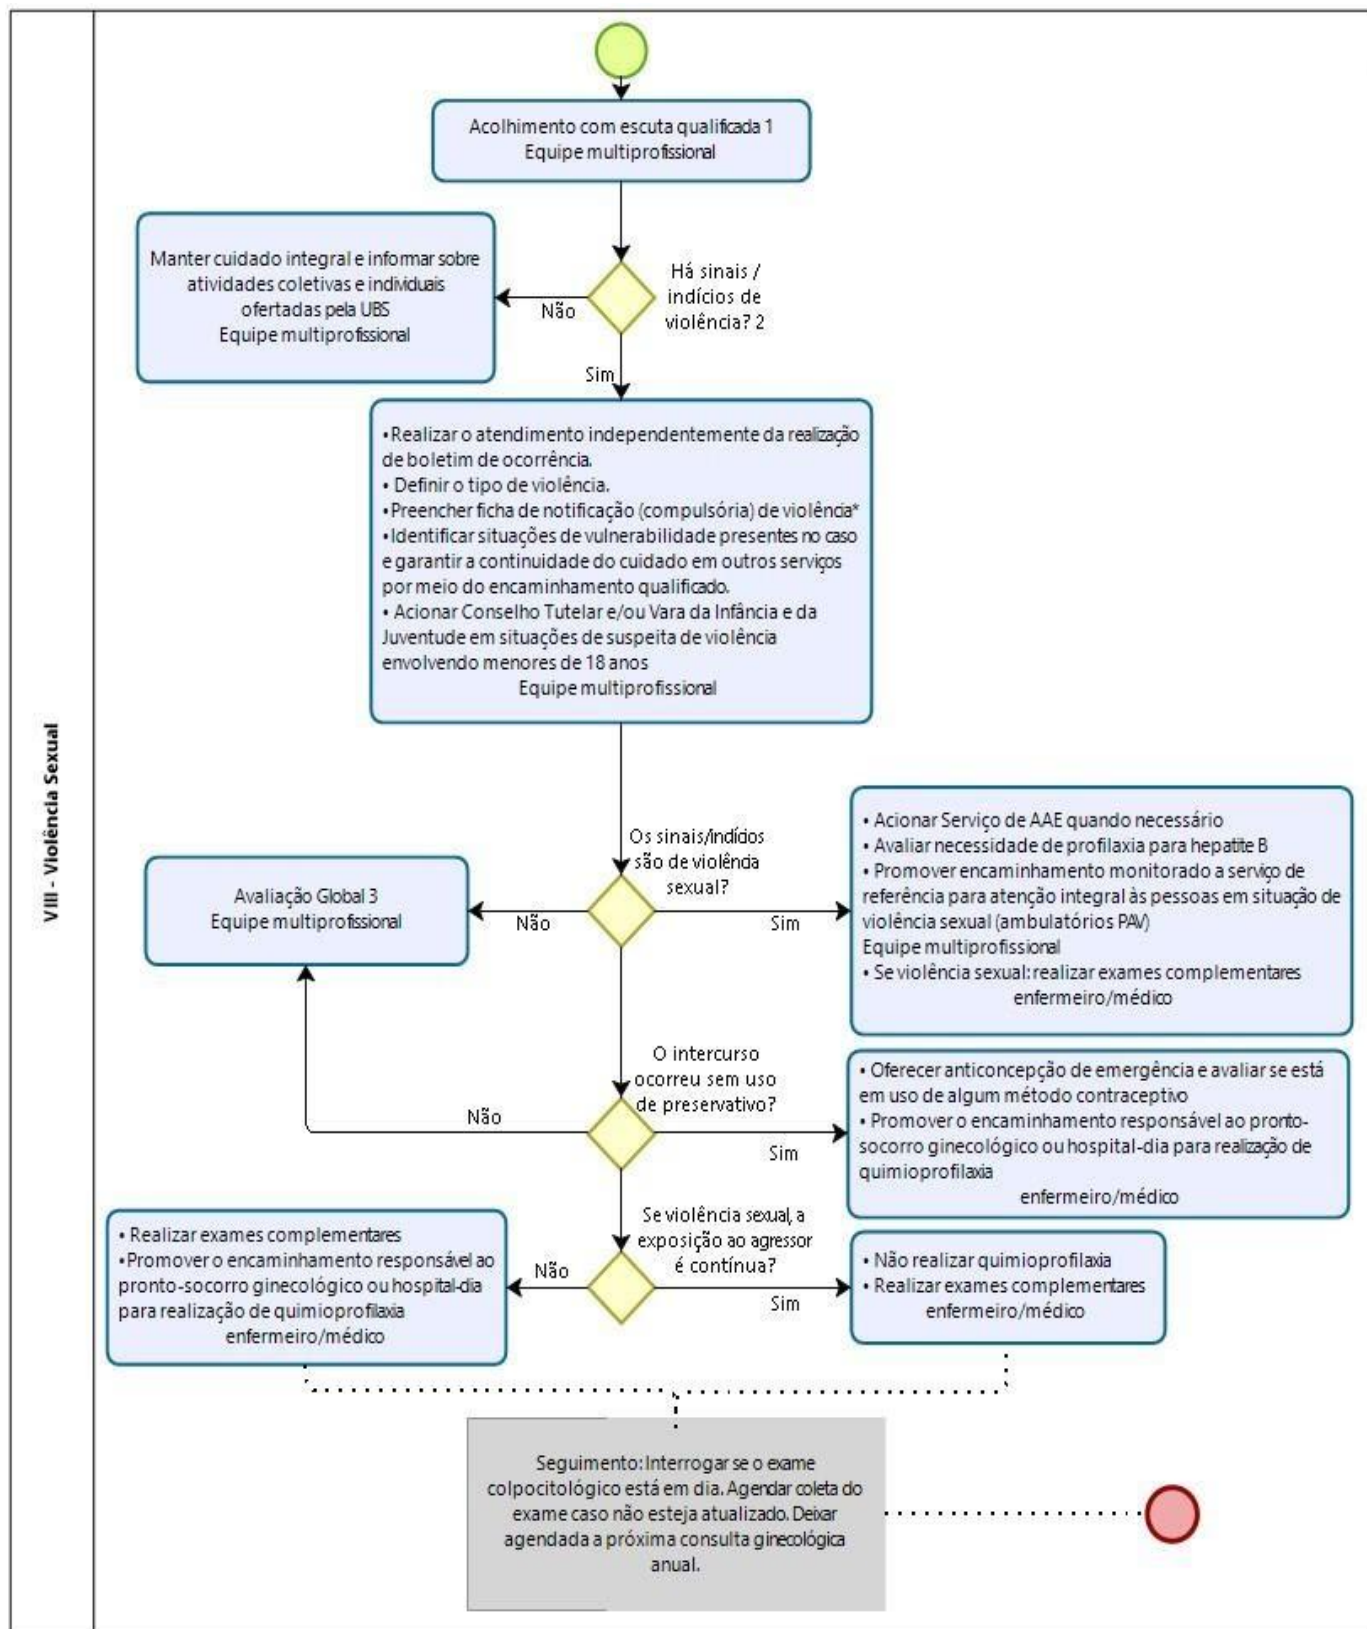 VIII - Violência Sexual
Acolhimento com escuta qualificada 1
Equipe multiprofissional
Manter cuidado integral e informar sobre
atividades coletivas e individuais
ofertadas pela UBS
Equipe multiprofissional
Não
Há sinais /
indícios de
violência? 2
Sim
•Realizar o atendimento independentemente da realização
de boletim de ocorrência.
• Definir o tipo de violência.
•Preencher ficha de notificação (compulsória) de violência*
•Identificar situações de vulnerabilidade presentes no caso
e garantir a continuidade do cuidado em outros serviços
por meio do encaminhamento qualificado.
• Acionar Conselho Tutelar e/ou Vara da Infância e da
Juventude em situações de suspeita de violência
envolvendo menores de 18 anos
Equipe multiprofissional
Os sinais/indícios
são de violência
sexual?
Avaliação Global 3
Equipe multiprofissional
Não
Sim
• Acionar Serviço de AAE quando necessário
• Avaliar necessidade de profilaxia para hepatite B
• Promover encaminhamento monitorado a serviço de
referência para atenção integral às pessoas em situação de
violência sexual (ambulatórios PAV)
Equipe multiprofissional
• Se violência sexual: realizar exames complementares
enfermeiro/médico
O intercurso
ocorreu sem uso
de preservativo?
Não
Sim
• Oferecer anticoncepção de emergência e avaliar se está
em uso de algum método contraceptivo
• Promover o encaminhamento responsável ao pronto-
socorro ginecológico ou hospital-dia para realização de
quimioprofilaxia
enfermeiro/médico
Se violência sexual, a
exposição ao agressor
é contínua?
• Realizar exames complementares
•Promover o encaminhamento responsável ao
pronto-socorro ginecológico ou hospital-dia
para realização de quimioprofilaxia
enfermeiro/médico
Não
Sim
• Não realizar quimioprofilaxia
• Realizar exames complementares
enfermeiro/médico
Seguimento: Interrogar se o exame
colpocitológico está em dia. Agendar coleta do
exame caso não esteja atualizado. Deixar
agendada a próxima consulta ginecológica
anual.